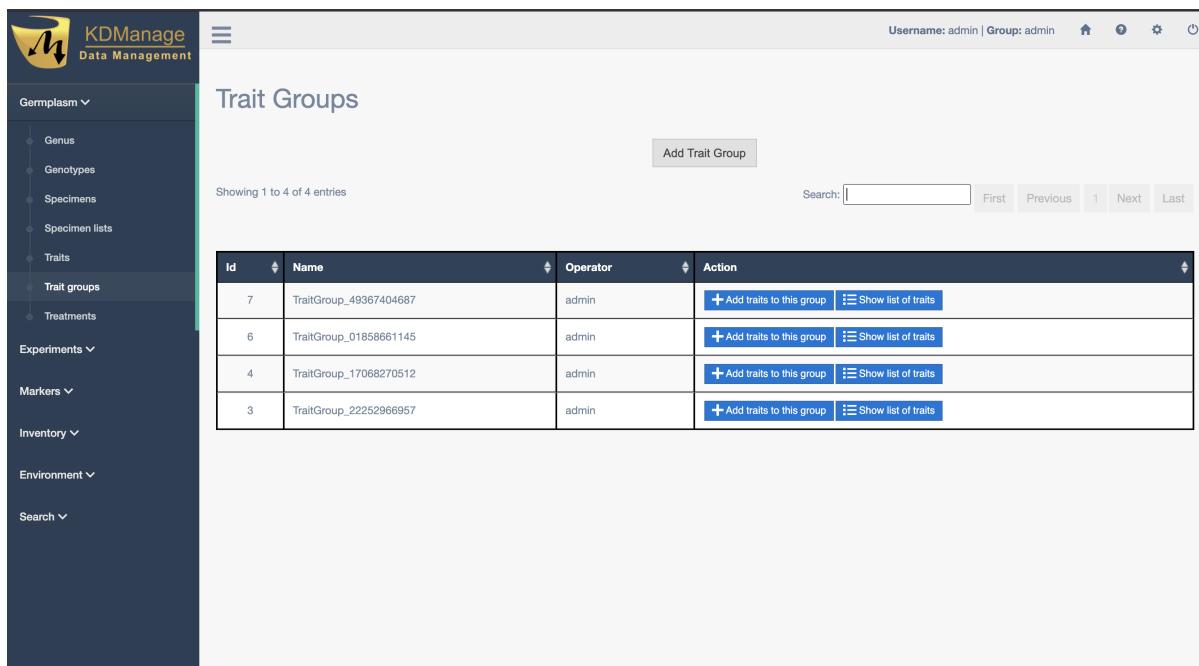 KDManage
Data Management
Username: admin | Group: admin
Germplasm
Genus
Genotypes
Specimens
Specimen lists
Traits
Trait groups
Treatments
Experiments
Markers
Inventory
Environment
Search
Trait Groups
Add Trait Group
Showing 1 to 4 of 4 entries
Search: First Previous 1 Next Last
Id Name Operator Action
7 TraitGroup_49367404687 admin Add traits to this group Show list of traits
6 TraitGroup_01858661145 admin Add traits to this group Show list of traits
4 TraitGroup_17068270512 admin Add traits to this group Show list of traits
3 TraitGroup_22252966957 admin Add traits to this group Show list of traits